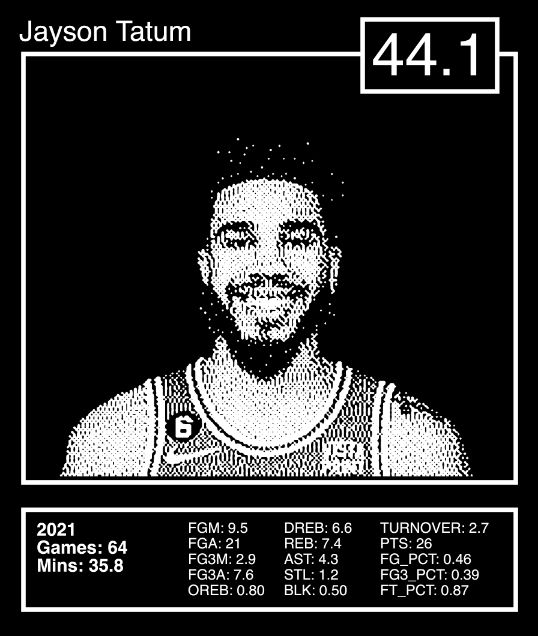 Jayson Tatum
44.1
6
2021
Games: 64
Mins: 35.8
FGM: 9.5
FGA: 21
FG3M: 2.9
FG3A: 7.6
OREB: 0.80
DREB: 6.6
REB: 7.4
AST: 4.3
STL: 1.2
BLK: 0.50
TURNOVER: 2.7
PTS: 26
FG_PCT: 0.46
FG3_PCT: 0.39
FT_PCT: 0.87